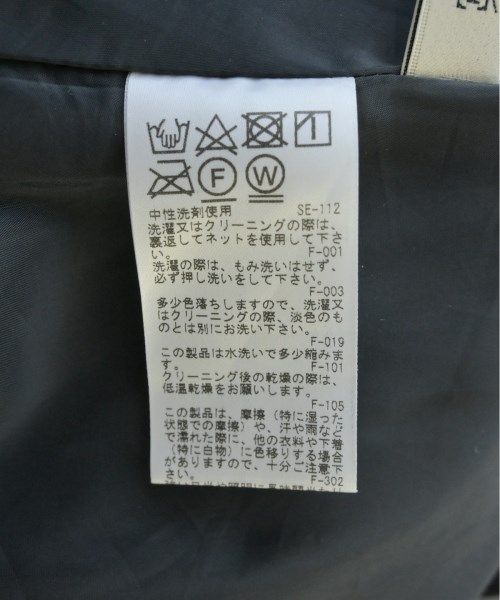 F W
中性洗剤使用 SE-112
洗濯又はクリーニングの際は、
裏返してネットを使用して下さ
い。 F-001
洗濯の際は、もみ洗いはせず、
必ず押し洗いをして下さい。
F-003
多少色落ちしますので、洗濯又
はクリーニングの際、淡色のも
のとは別にお洗い下さい。
F-019
この製品は水洗いで多少縮みま
す。 F-101
クリーニング後の乾燥の際は、
低温乾燥をお願いします。
F-105
この製品は、摩擦（特に湿った
状態での摩擦）や、汗や雨など
で濡れた際に、他の衣料や下着
（特に白物）に色移りする場合
がありますので、十分ご注意下
さい。 F-302